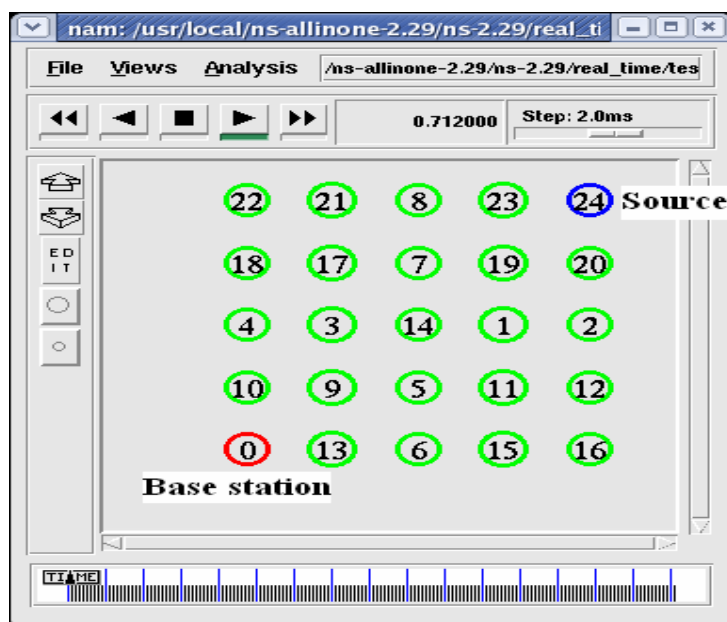 nam: /usr/local/ns-allinone-2.29/ns-2.29/real_ti
File Views Analysis /ns-allinone-2.29/ns-2.29/real_time/tes
0.712000 Step: 2.0ms
22 21 8 23 24 Source
18 17 7 19 20
ED
IT
4 3 14 1 2
10 9 5 11 12
0 13 6 15 16
Base station
TIME